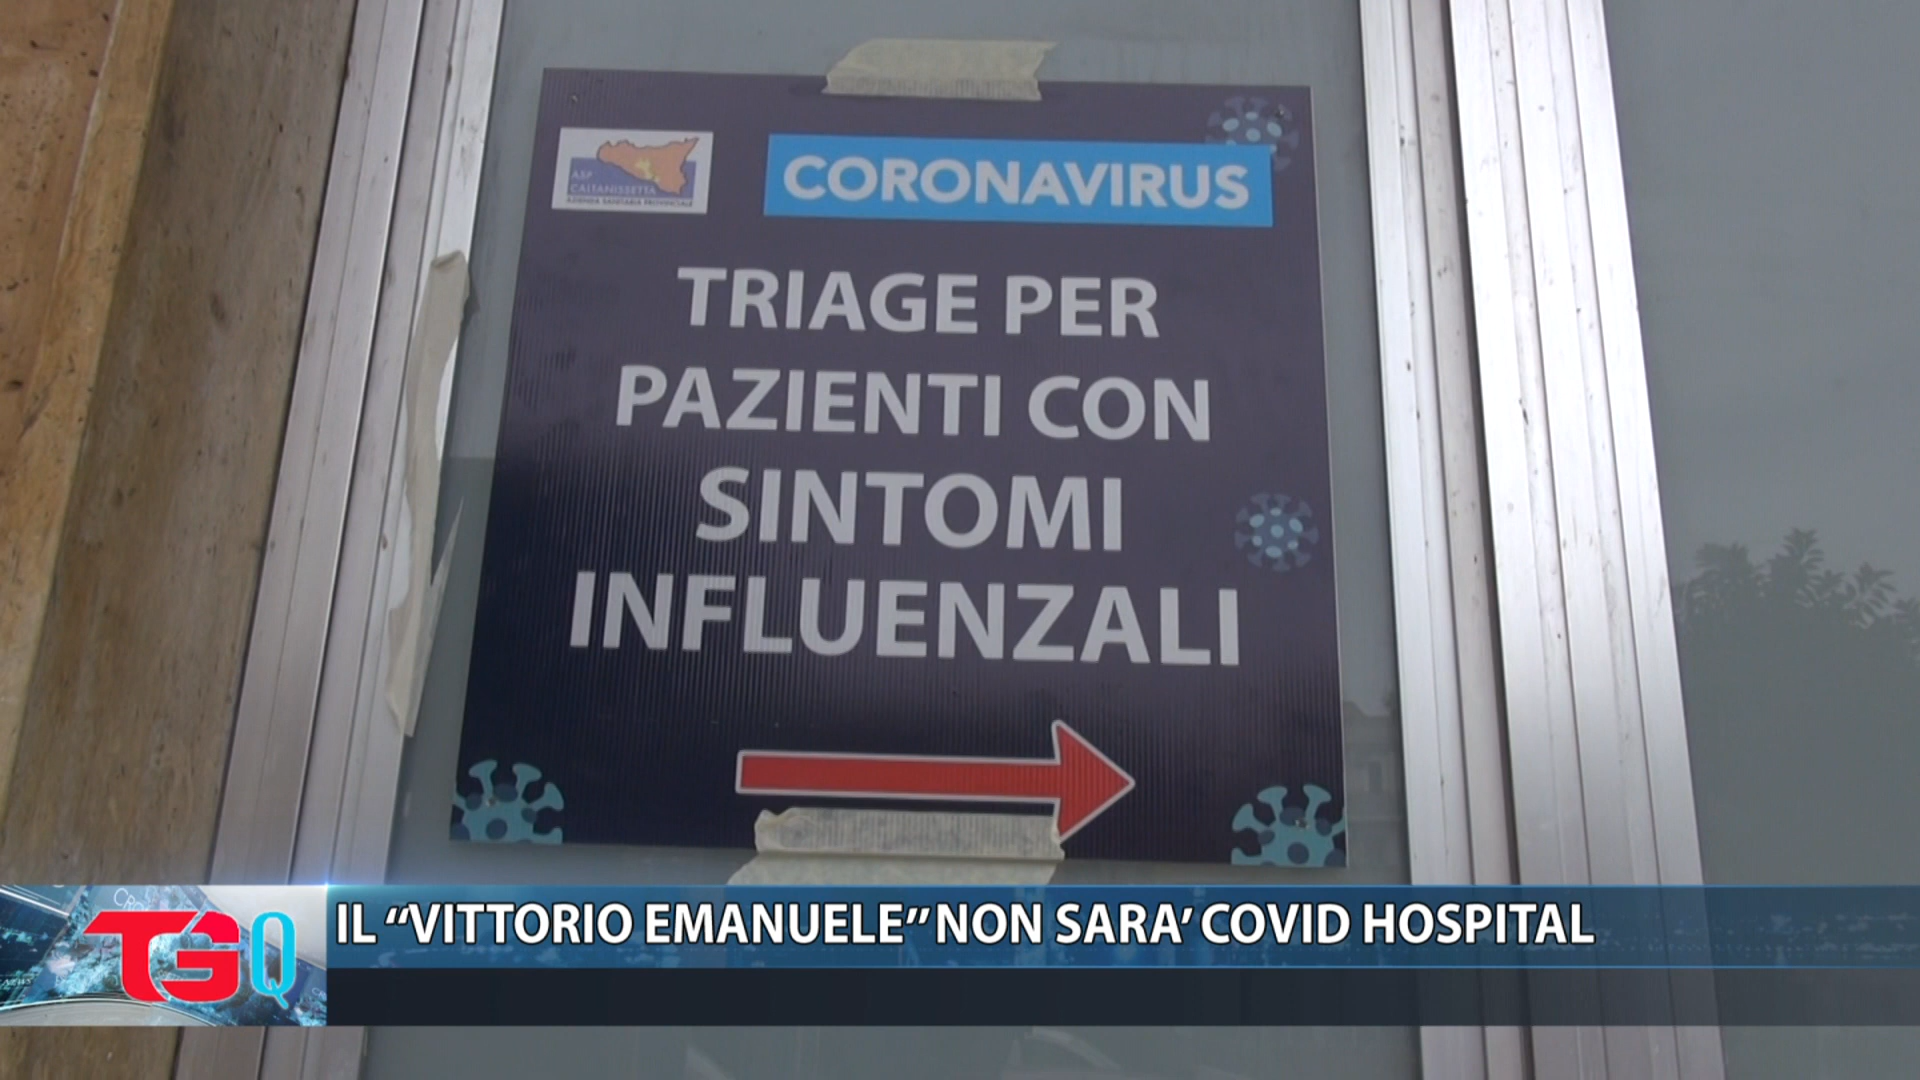 ASP
CALTANISSETTA
AZIENDA SANITARIA PROVINCIALE
CORONAVIRUS
TRIAGE PER
PAZIENTI CON
SINTOMI
INFLUENZALI
TGQ
IL “VITTORIO EMANUELE” NON SARA’ COVID HOSPITAL